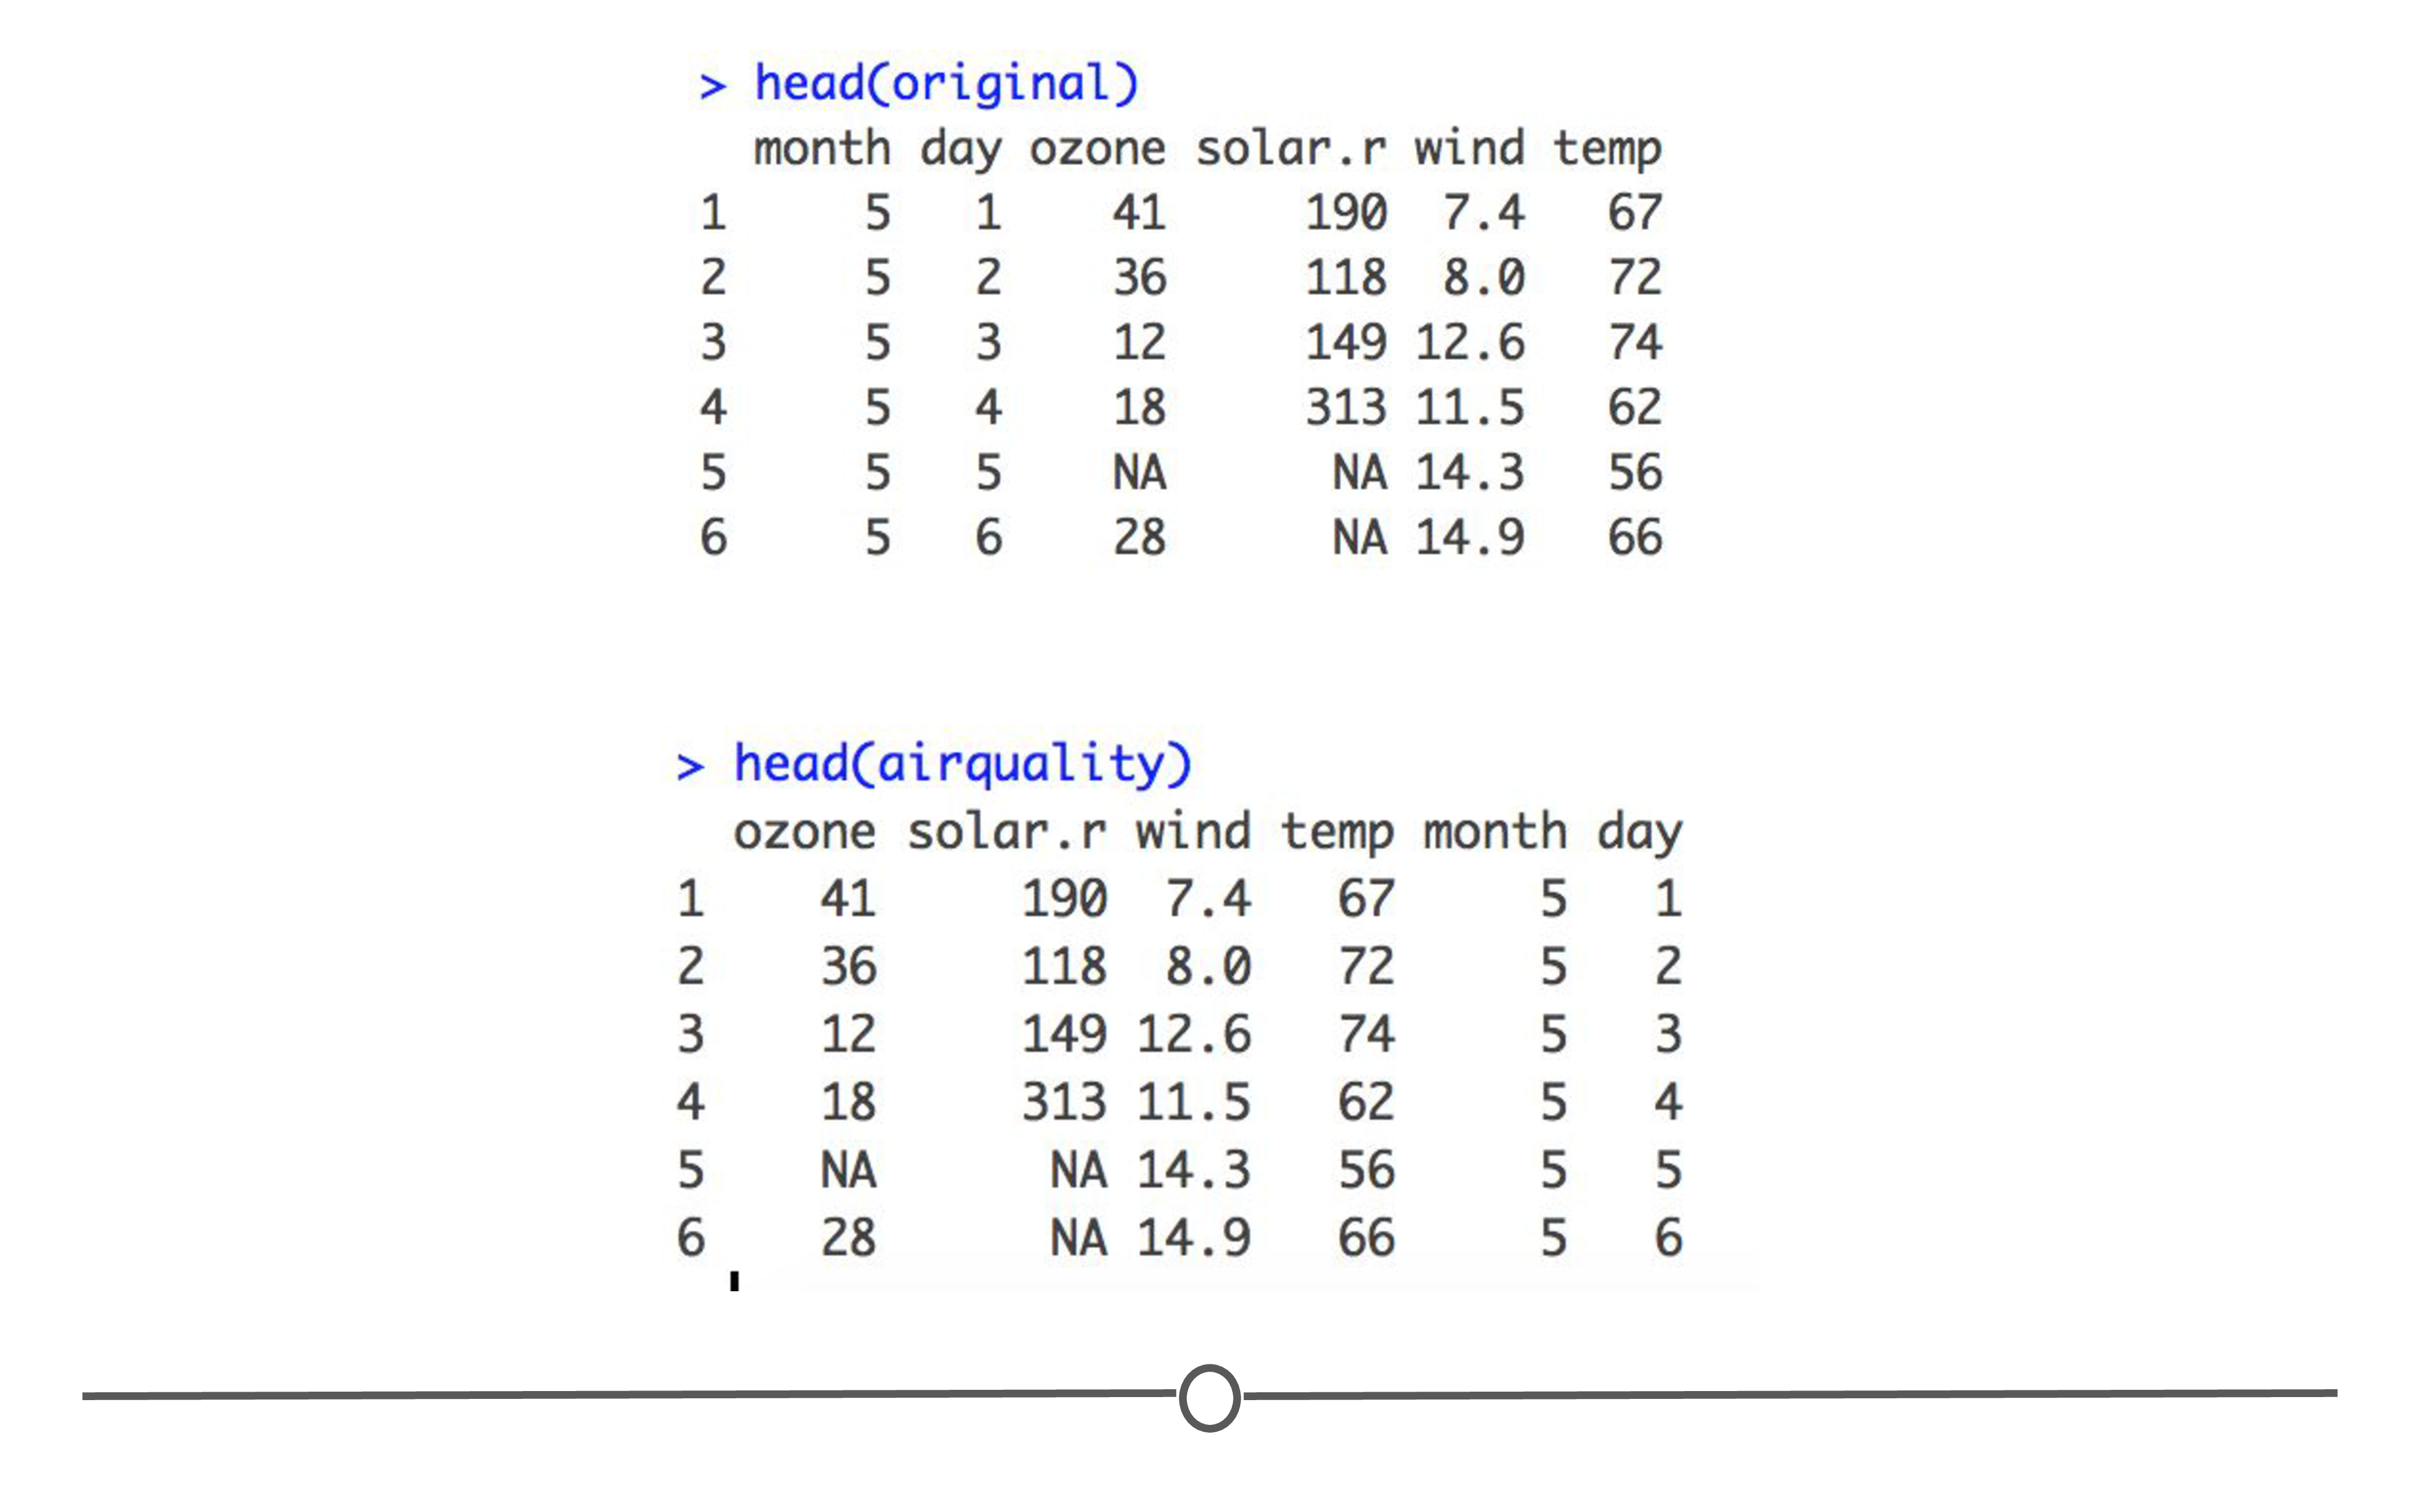 > head(original)
month day ozone solar.r wind temp
1 5 1 41 190 7.4 67
2 5 2 36 118 8.0 72
3 5 3 12 149 12.6 74
4 5 4 18 313 11.5 62
5 5 5 NA NA 14.3 56
6 5 6 28 NA 14.9 66
> head(airquality)
ozone solar.r wind temp month day
1 41 190 7.4 67 5 1
2 36 118 8.0 72 5 2
3 12 149 12.6 74 5 3
4 18 313 11.5 62 5 4
5 NA NA 14.3 56 5 5
6 28 NA 14.9 66 5 6